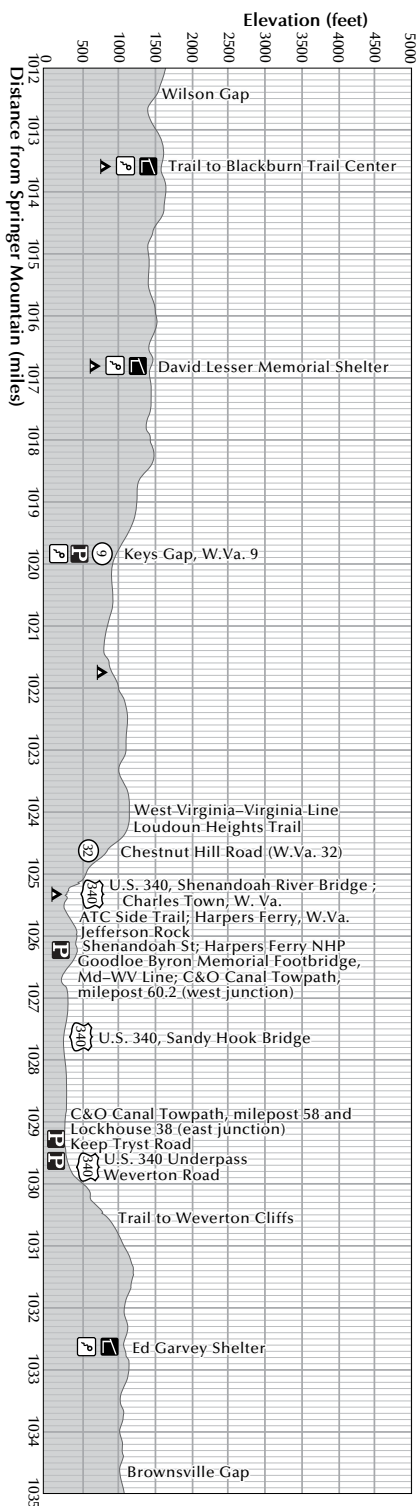 Elevation (feet)
0
500
1000
1500
2000
2500
3000
3500
4000
4500
5000
Distance from Springer Mountain (miles)
1012
Wilson Gap
1013
Trail to Blackburn Trail Center
1014
1015
1016
David Lesser Memorial Shelter
1017
1018
1019
9
Keys Gap, W.Va. 9
P
1020
1021
1022
1023
1024
West Virginia–Virginia Line
Loudoun Heights Trail
32
Chestnut Hill Road (W.Va. 32)
1025
340
U.S. 340, Shenandoah River Bridge ;
Charles Town, W. Va.
ATC Side Trail; Harpers Ferry, W.Va.
Jefferson Rock
1026
P
Shenandoah St; Harpers Ferry NHP
Goodloe Byron Memorial Footbridge,
Md–WV Line; C&O Canal Towpath,
milepost 60.2 (west junction)
1027
340
U.S. 340, Sandy Hook Bridge
1028
1029
C&O Canal Towpath, milepost 58 and
Lockhouse 38 (east junction)
P
Keep Tryst Road
P
340
U.S. 340 Underpass
Weverton Road
1030
Trail to Weverton Cliffs
1031
1032
Ed Garvey Shelter
1033
1034
Brownsville Gap
1035